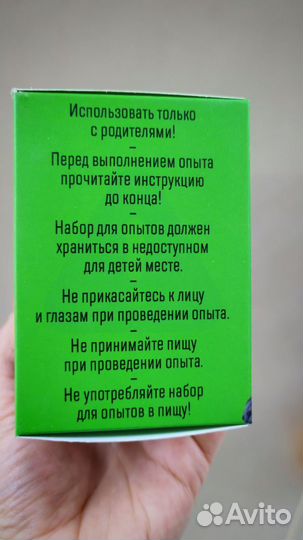 Использовать только
с родителями!
–
Перед выполнением опыта
прочитайте инструкцию
до конца!
–
Набор для опытов должен
храниться в недоступном
для детей месте.
–
Не прикасайтесь к лицу
и глазам при проведении опыта.
–
Не принимайте пищу
при проведении опыта.
–
Не употребляйте набор
для опытов в пищу!
Avito